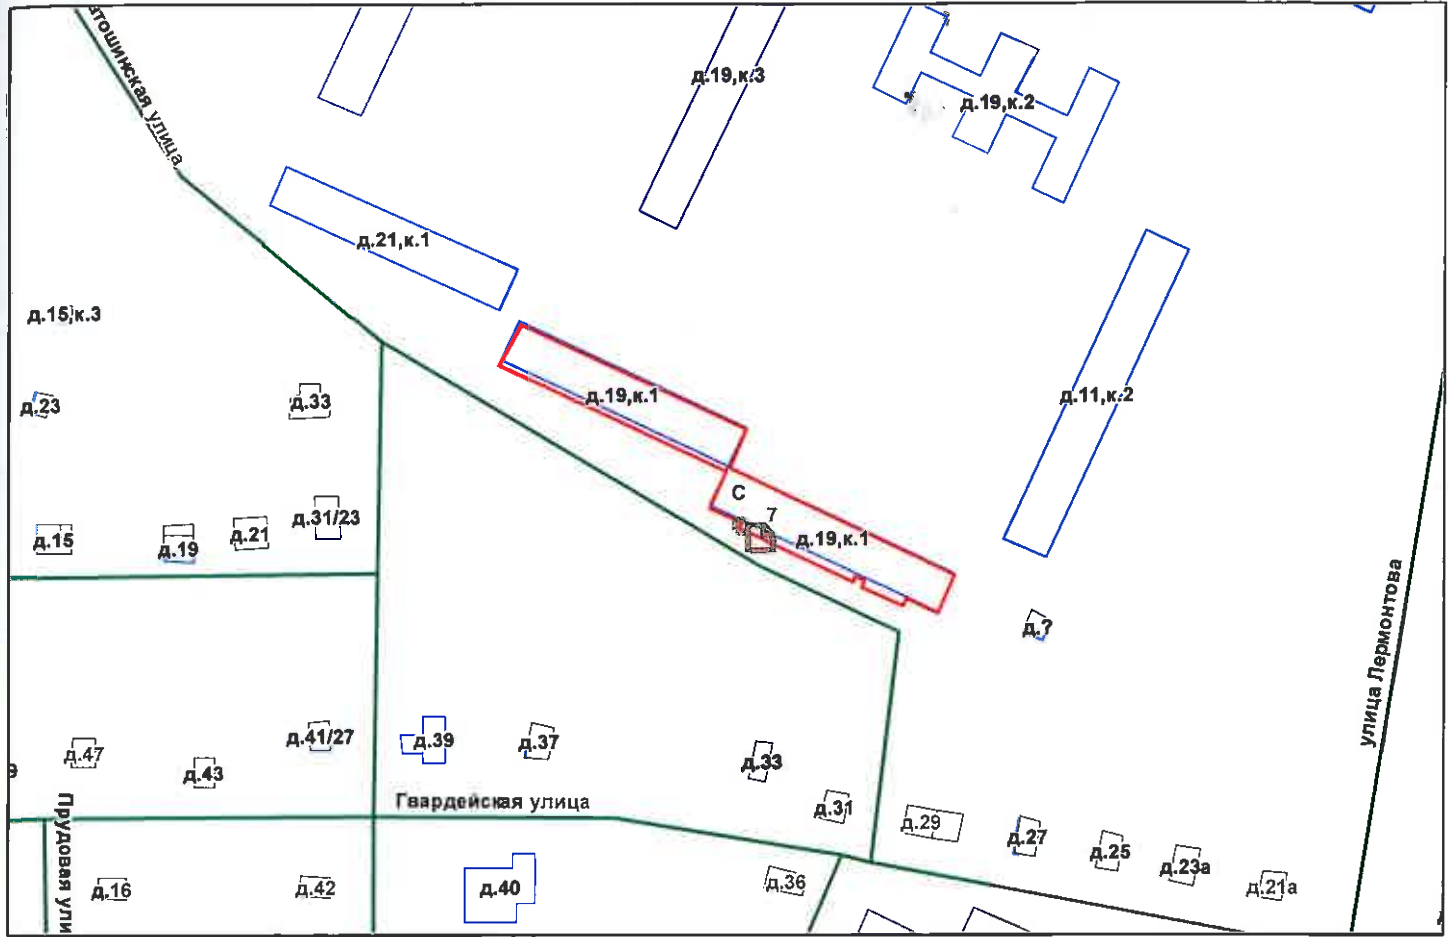 атошинская улица
д.19,к.3
д.19,к.2
д.21,к.1
д.15,к.3
д.23
д.33
д.19,к.1
д.11,к.2
С
7
д.19,к.1
д.15
д.19
д.21
д.31/23
д.?
улица Лермонтова
д.47
д.43
д.41/27
д.39
д.37
д.33
9
Гвардейская улица
д.31
д.29
д.27
д.25
д.23а
д.21а
Прудовая ули
д.16
д.42
д.40
д.36